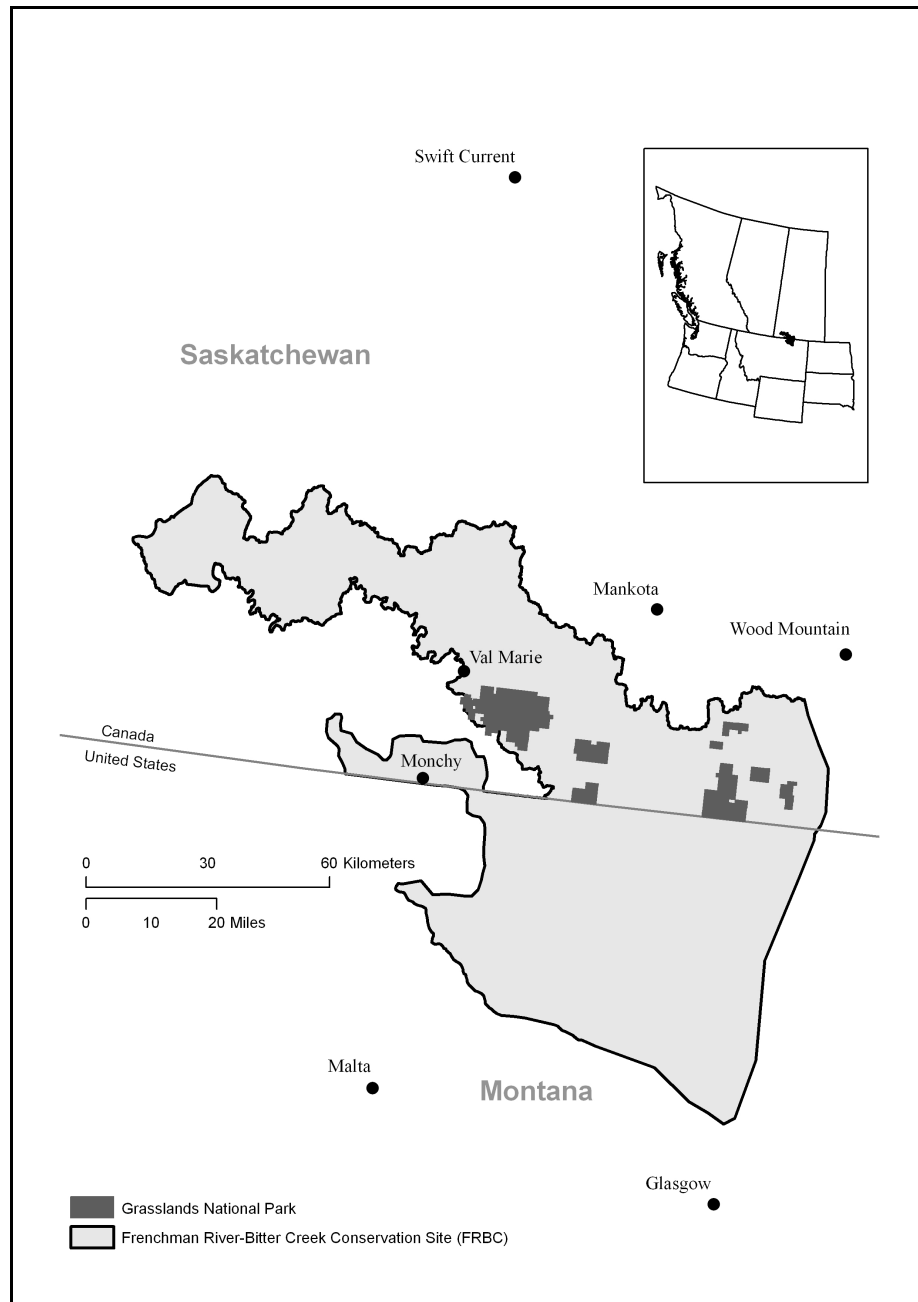 Swift Current
Saskatchewan
Mankota
Wood Mountain
Val Marie
Canada
United States
Monchy
0 30 60 Kilometers
0 10 20 Miles
Malta
Montana
Glasgow
Grasslands National Park
Frenchman River-Bitter Creek Conservation Site (FRBC)